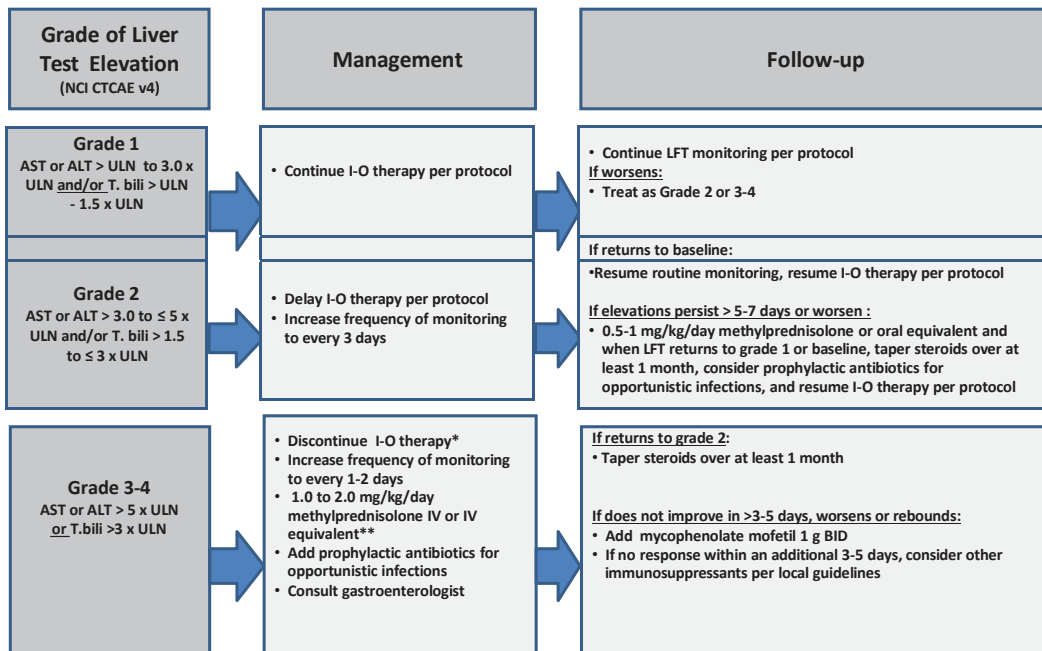 Grade of Liver
Test Elevation
(NCI CTCAE v4)
Management
Follow-up
Grade 1
AST or ALT > ULN to 3.0 x
ULN and/or T. bili > ULN
- 1.5 x ULN
• Continue I-O therapy per protocol
• Continue LFT monitoring per protocol
If worsens:
• Treat as Grade 2 or 3-4
Grade 2
AST or ALT > 3.0 to ≤ 5 x
ULN and/or T. bili > 1.5
to ≤ 3 x ULN
• Delay I-O therapy per protocol
• Increase frequency of monitoring
to every 3 days
If returns to baseline:
•Resume routine monitoring, resume I-O therapy per protocol
If elevations persist > 5-7 days or worsen :
• 0.5-1 mg/kg/day methylprednisolone or oral equivalent and
when LFT returns to grade 1 or baseline, taper steroids over at
least 1 month, consider prophylactic antibiotics for
opportunistic infections, and resume I-O therapy per protocol
Grade 3-4
AST or ALT > 5 x ULN
or T.bili >3 x ULN
• Discontinue I-O therapy*
• Increase frequency of monitoring
to every 1-2 days
• 1.0 to 2.0 mg/kg/day
methylprednisolone IV or IV
equivalent**
• Add prophylactic antibiotics for
opportunistic infections
• Consult gastroenterologist
If returns to grade 2:
• Taper steroids over at least 1 month
If does not improve in >3-5 days, worsens or rebounds:
• Add mycophenolate mofetil 1 g BID
• If no response within an additional 3-5 days, consider other
immunosuppressants per local guidelines